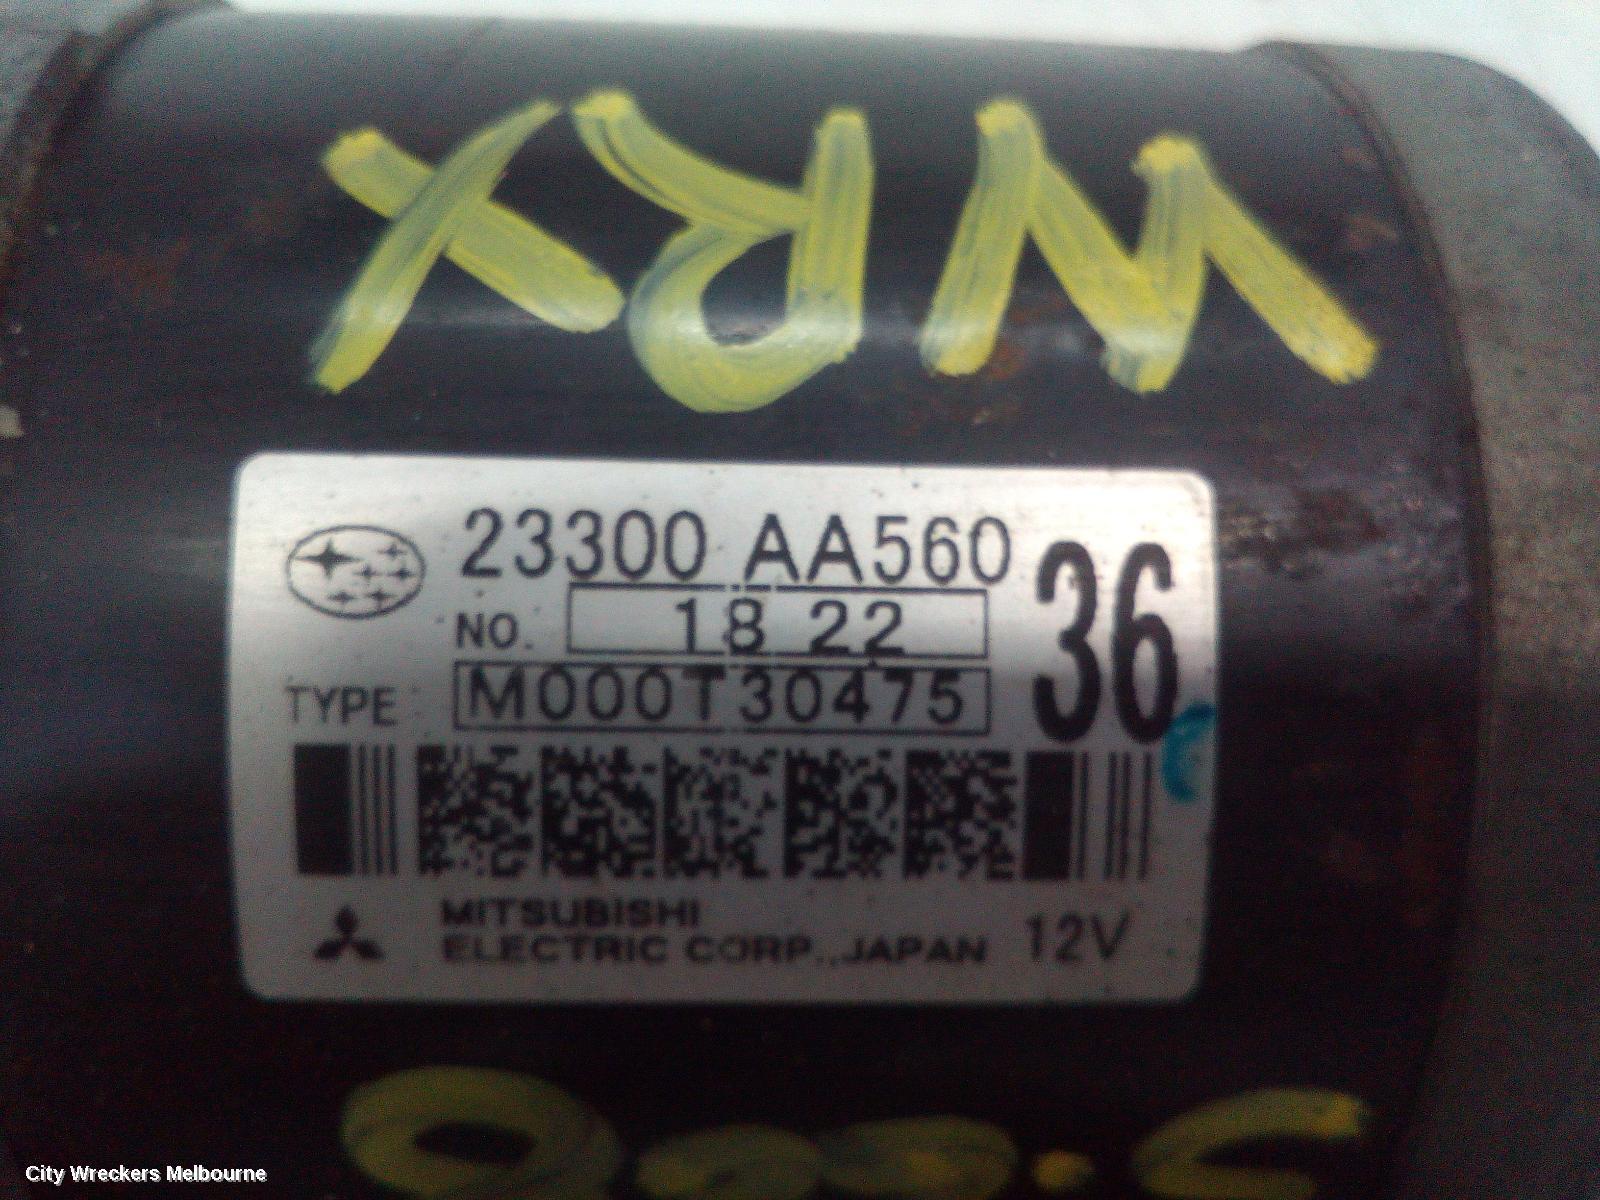 WRX
23300 AA560
36
NO. 18 22
TYPE M000T30475
MITSUBISHI
ELECTRIC CORP.,JAPAN 12V
City Wreckers Melbourne